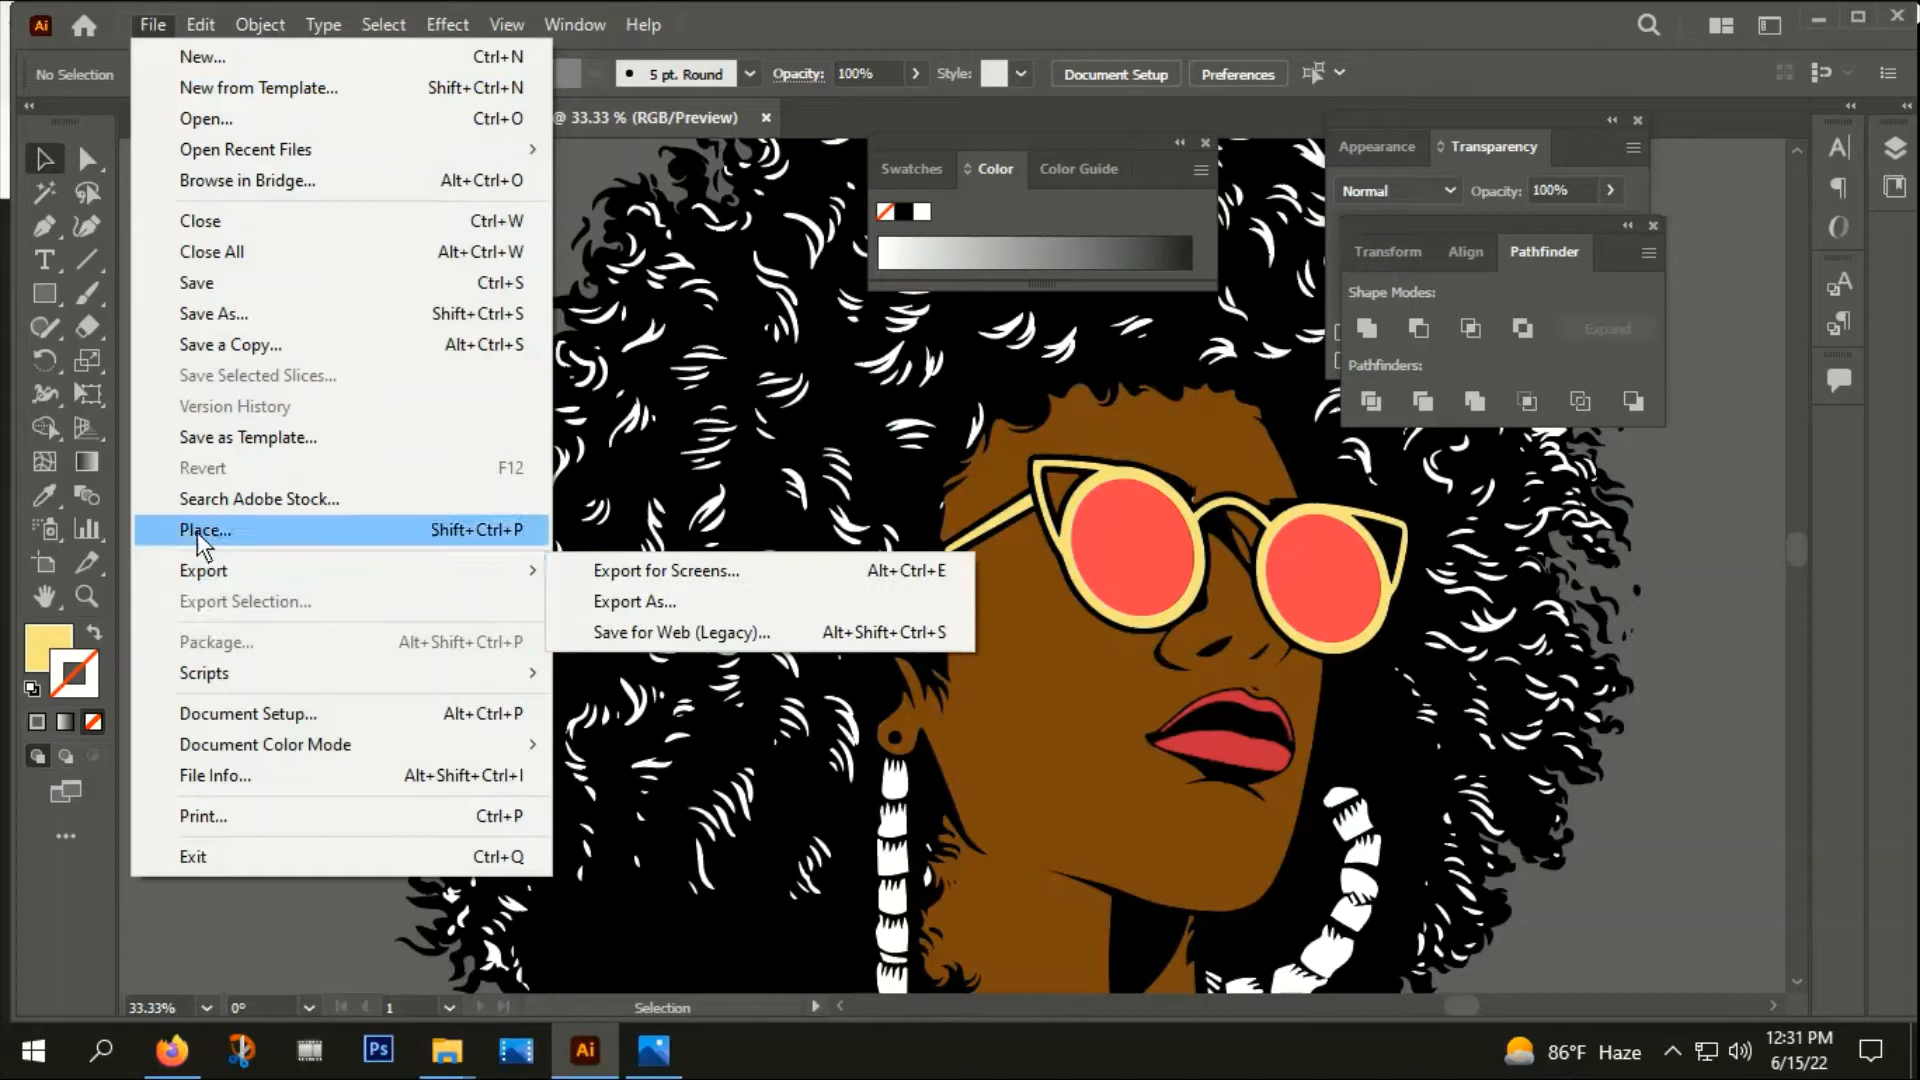 Ai File Edit Object Type Select Effect View Window Help
No Selection 5 pt. Round Opacity: 100% Style: Document Setup Preferences
@ 33.33 % (RGB/Preview)
New... Ctrl+N
New from Template... Shift+Ctrl+N
Open... Ctrl+O
Open Recent Files
Browse in Bridge... Alt+Ctrl+O
Close Ctrl+W
Close All Alt+Ctrl+W
Save Ctrl+S
Save As... Shift+Ctrl+S
Save a Copy... Alt+Ctrl+S
Save Selected Slices...
Version History
Save as Template...
Revert F12
Search Adobe Stock...
Place... Shift+Ctrl+P
Export
Export Selection...
Package... Alt+Shift+Ctrl+P
Scripts
Document Setup... Alt+Ctrl+P
Document Color Mode
File Info... Alt+Shift+Ctrl+I
Print... Ctrl+P
Exit Ctrl+Q
Export for Screens... Alt+Ctrl+E
Export As...
Save for Web (Legacy)... Alt+Shift+Ctrl+S
Swatches Color Color Guide
Appearance Transparency
Normal Opacity: 100%
Transform Align Pathfinder
Shape Modes:
Expand
Pathfinders:
33.33% 0° 1 Selection
Ps Ai 86°F Haze 12:31 PM
6/15/22